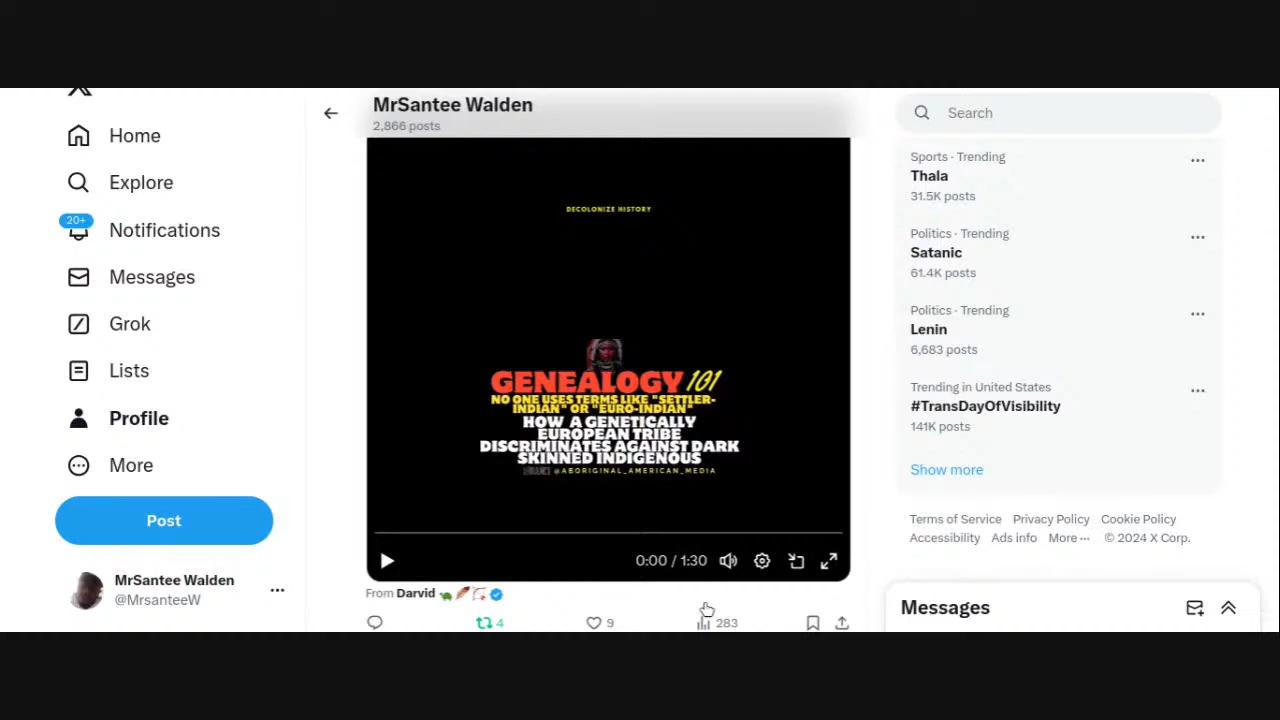 MrSantee Walden
2,866 posts
Home
Explore
20+
Notifications
Messages
Grok
Lists
Profile
More
Post
MrSantee Walden
@MrsanteeW
DECOLONIZE HISTORY
GENEALOGY 101
NO ONE USES TERMS LIKE "SETTLER-
INDIAN" OR "EURO-INDIAN"
HOW A GENETICALLY
EUROPEAN TRIBE
DISCRIMINATES AGAINST DARK
SKINNED INDIGENOUS
@ABORIGINAL_AMERICAN_MEDIA
0:00 / 1:30
From Darvid
4
9
283
Search
Sports · Trending
Thala
31.5K posts
Politics · Trending
Satanic
61.4K posts
Politics · Trending
Lenin
6,683 posts
Trending in United States
#TransDayOfVisibility
141K posts
Show more
Terms of Service Privacy Policy Cookie Policy
Accessibility Ads info More ··· © 2024 X Corp.
Messages